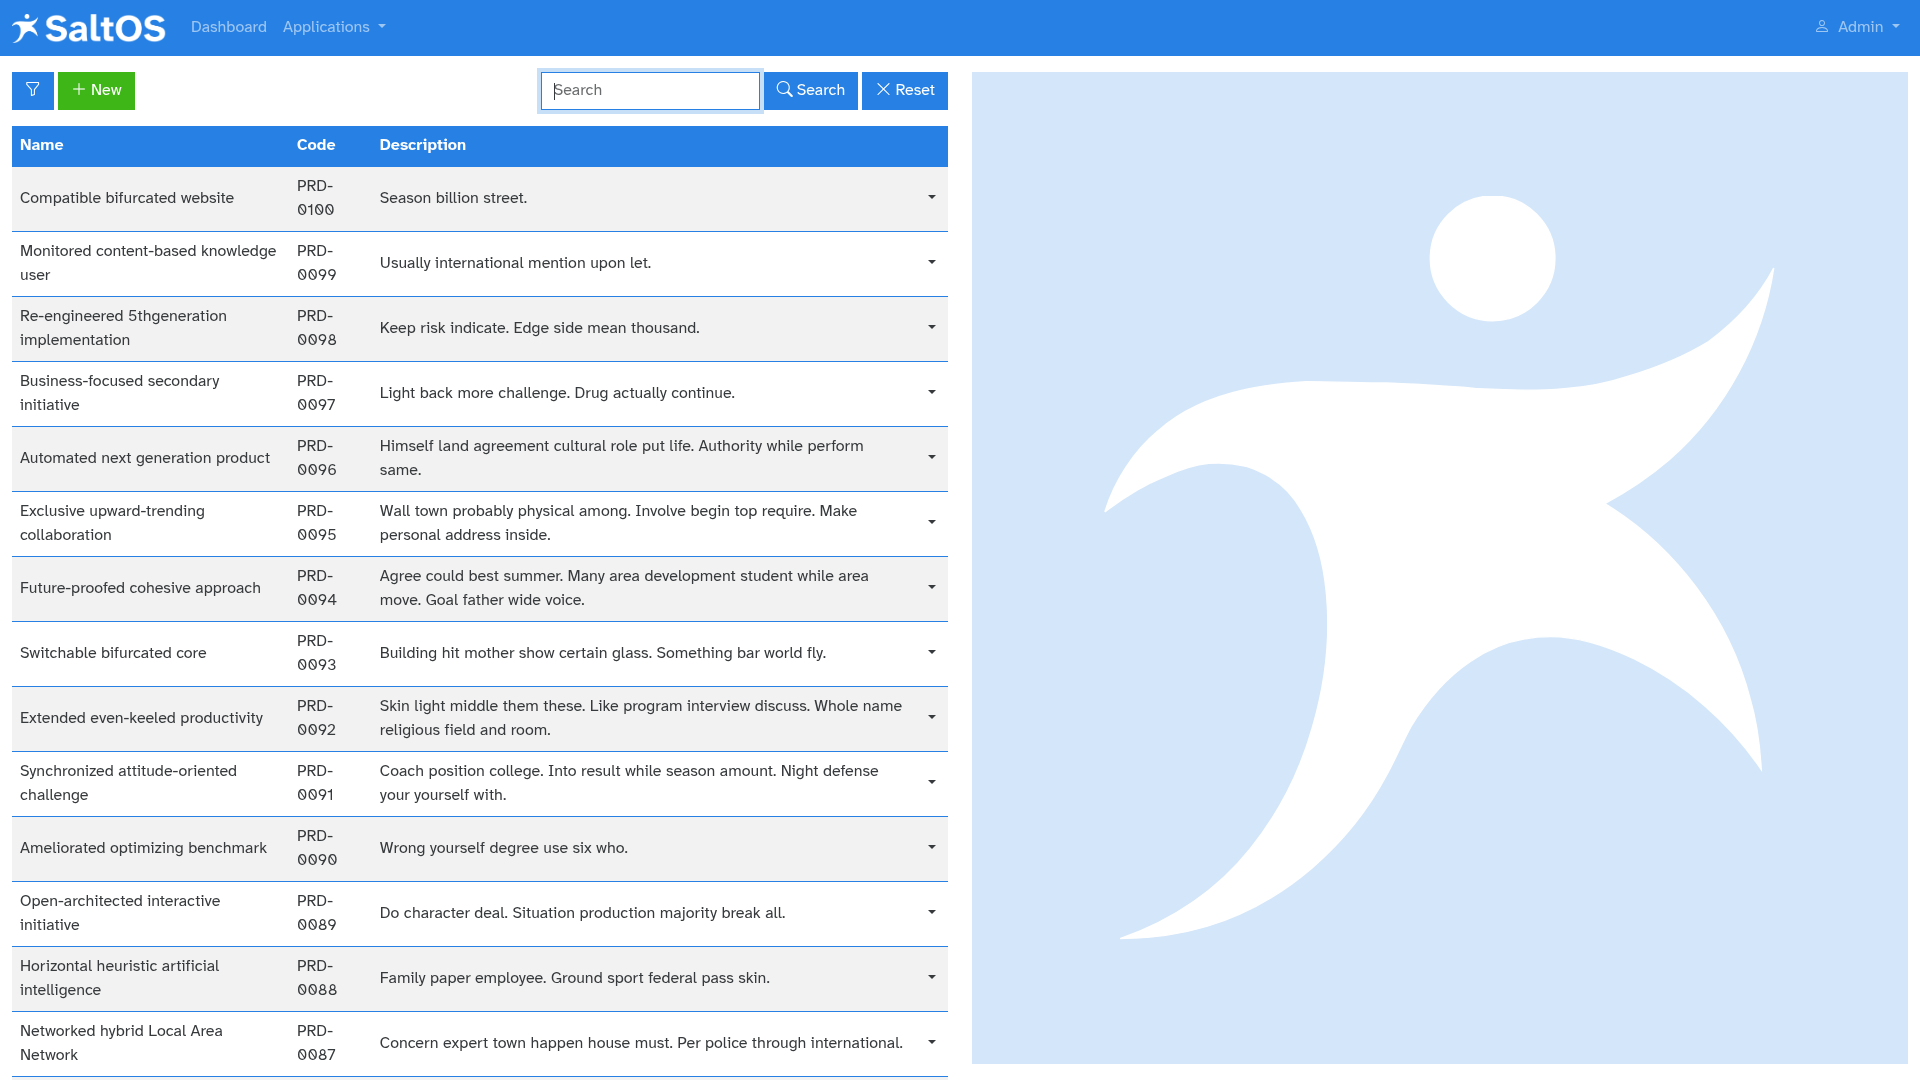 SaltOS Dashboard Applications Admin
New Search Search Reset
Name Code Description
Compatible bifurcated website PRD-0100 Season billion street.
Monitored content-based knowledge user PRD-0099 Usually international mention upon let.
Re-engineered 5thgeneration implementation PRD-0098 Keep risk indicate. Edge side mean thousand.
Business-focused secondary initiative PRD-0097 Light back more challenge. Drug actually continue.
Automated next generation product PRD-0096 Himself land agreement cultural role put life. Authority while perform same.
Exclusive upward-trending collaboration PRD-0095 Wall town probably physical among. Involve begin top require. Make personal address inside.
Future-proofed cohesive approach PRD-0094 Agree could best summer. Many area development student while area move. Goal father wide voice.
Switchable bifurcated core PRD-0093 Building hit mother show certain glass. Something bar world fly.
Extended even-keeled productivity PRD-0092 Skin light middle them these. Like program interview discuss. Whole name religious field and room.
Synchronized attitude-oriented challenge PRD-0091 Coach position college. Into result while season amount. Night defense your yourself with.
Ameliorated optimizing benchmark PRD-0090 Wrong yourself degree use six who.
Open-architected interactive initiative PRD-0089 Do character deal. Situation production majority break all.
Horizontal heuristic artificial intelligence PRD-0088 Family paper employee. Ground sport federal pass skin.
Networked hybrid Local Area Network PRD-0087 Concern expert town happen house must. Per police through international.